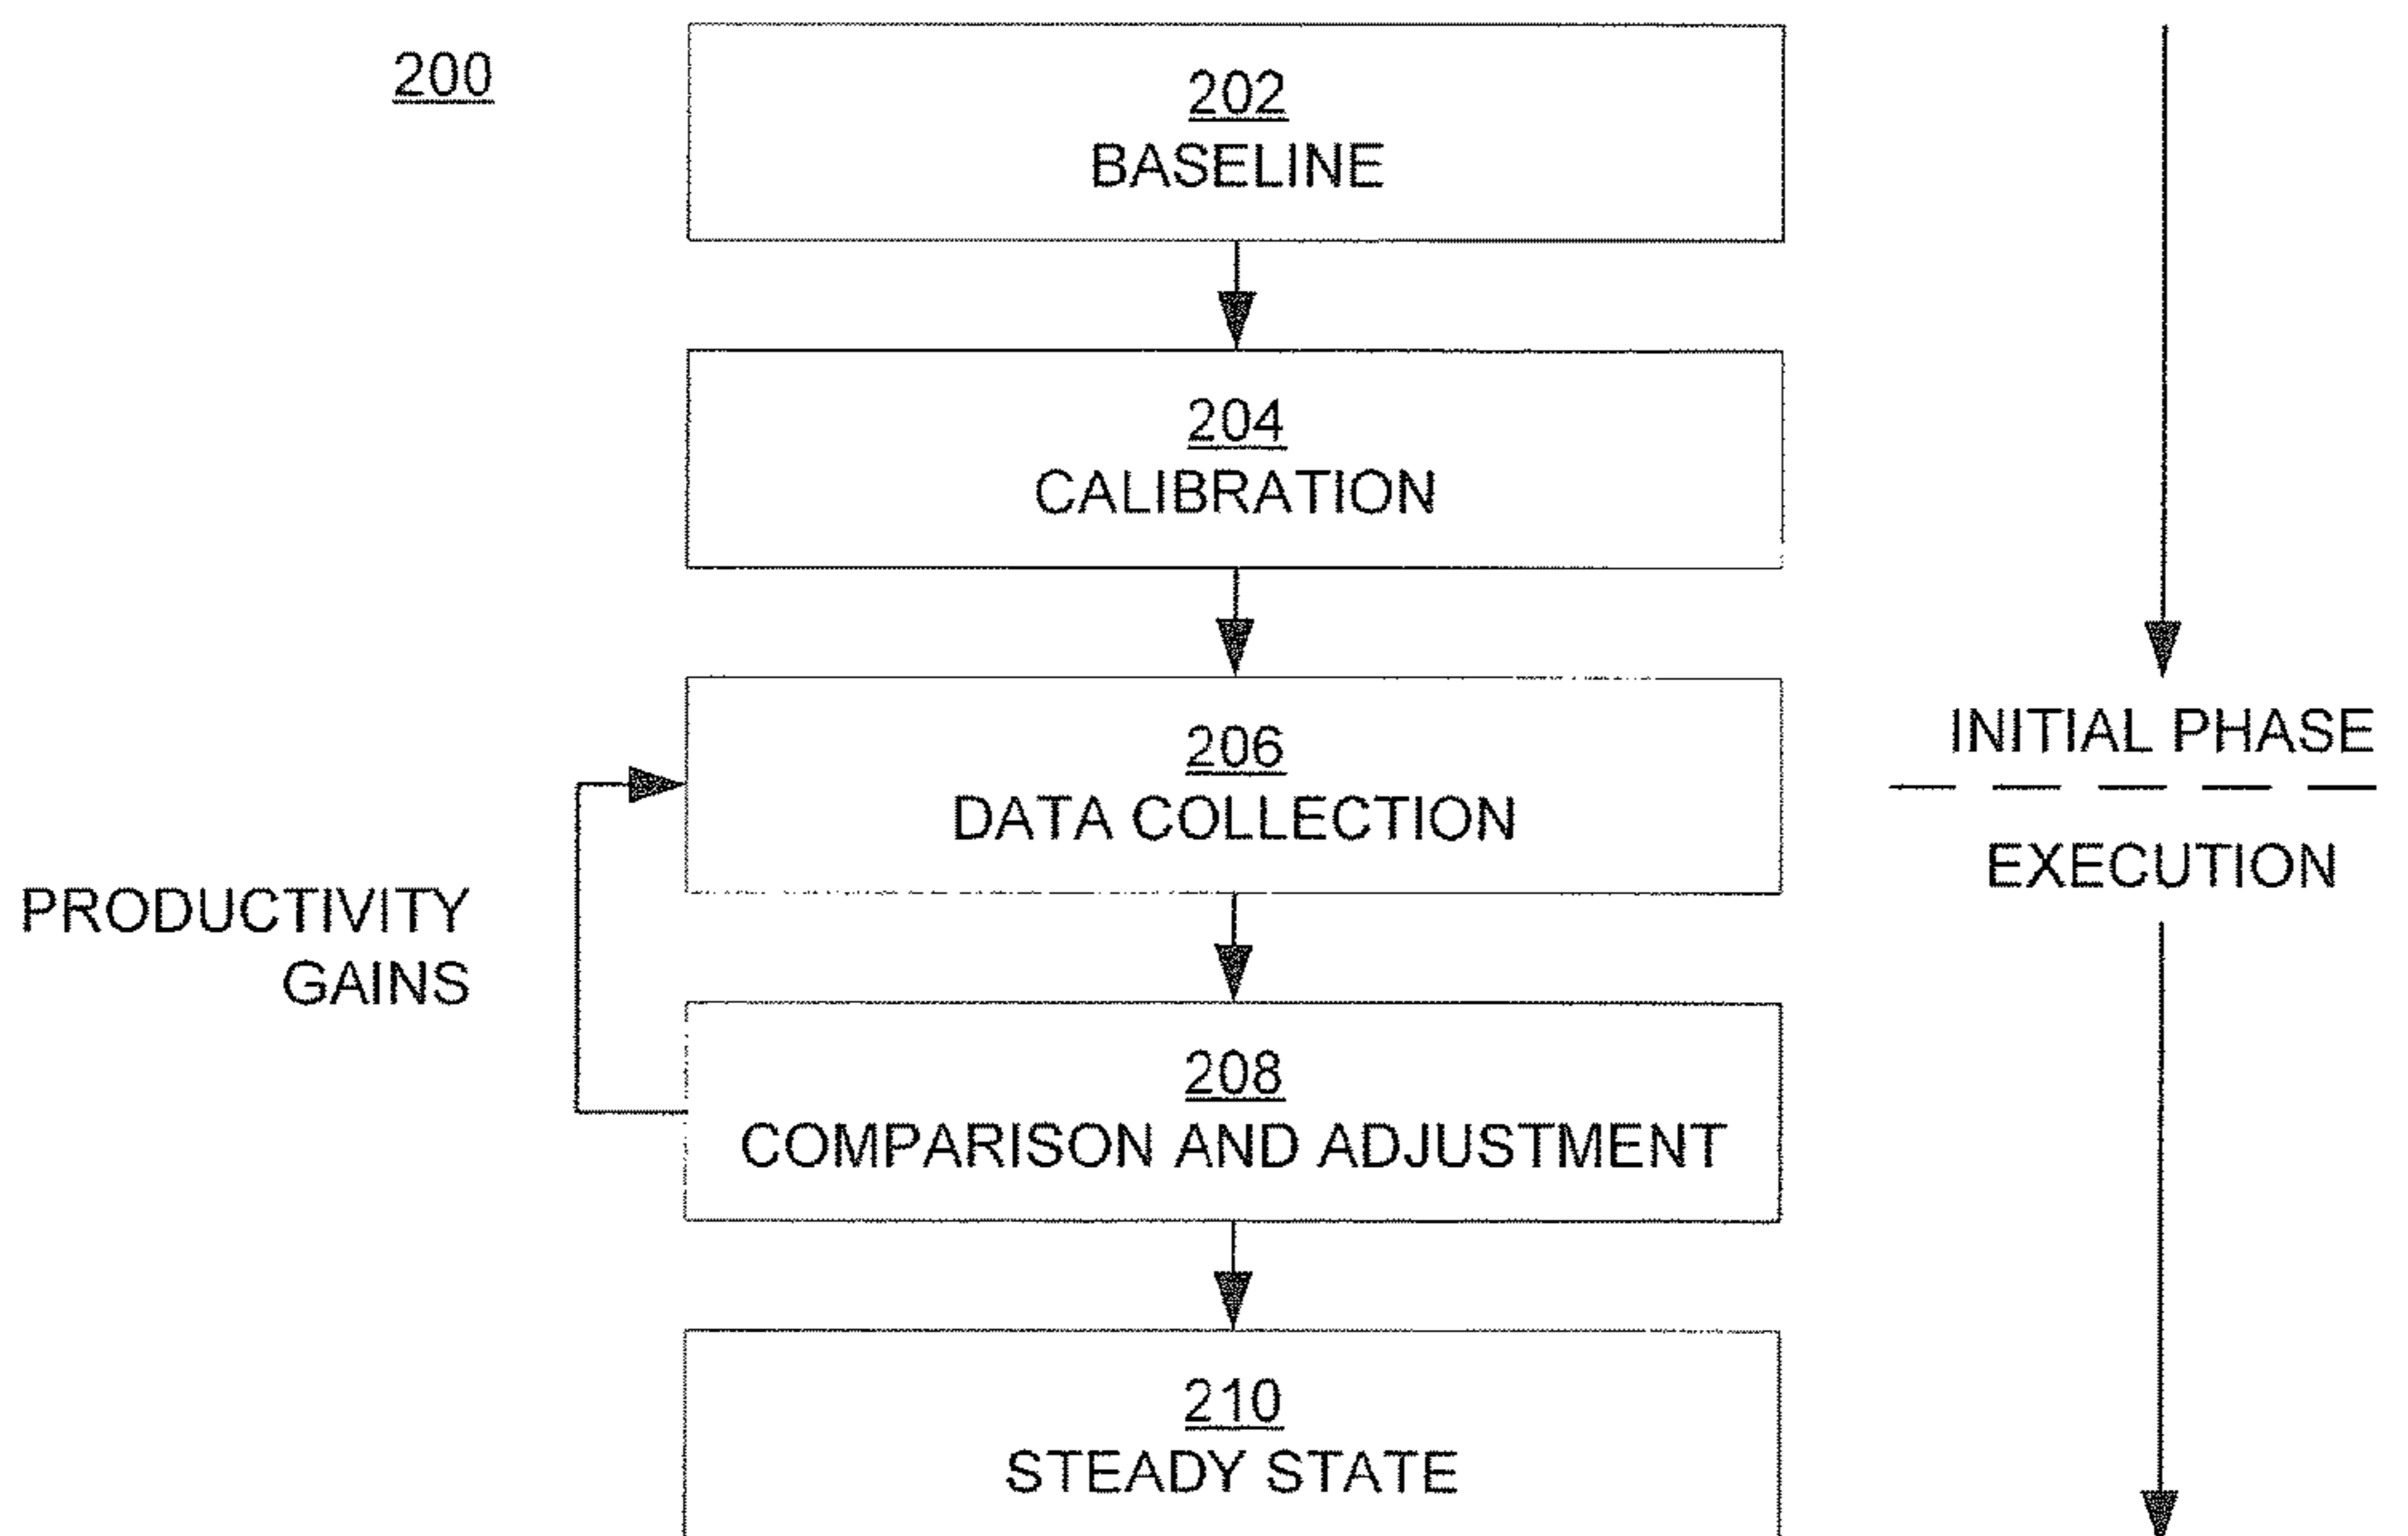 200
202
BASELINE
204
CALIBRATION
206
DATA COLLECTION
INITIAL PHASE
EXECUTION
PRODUCTIVITY
GAINS
208
COMPARISON AND ADJUSTMENT
210
STEADY STATE